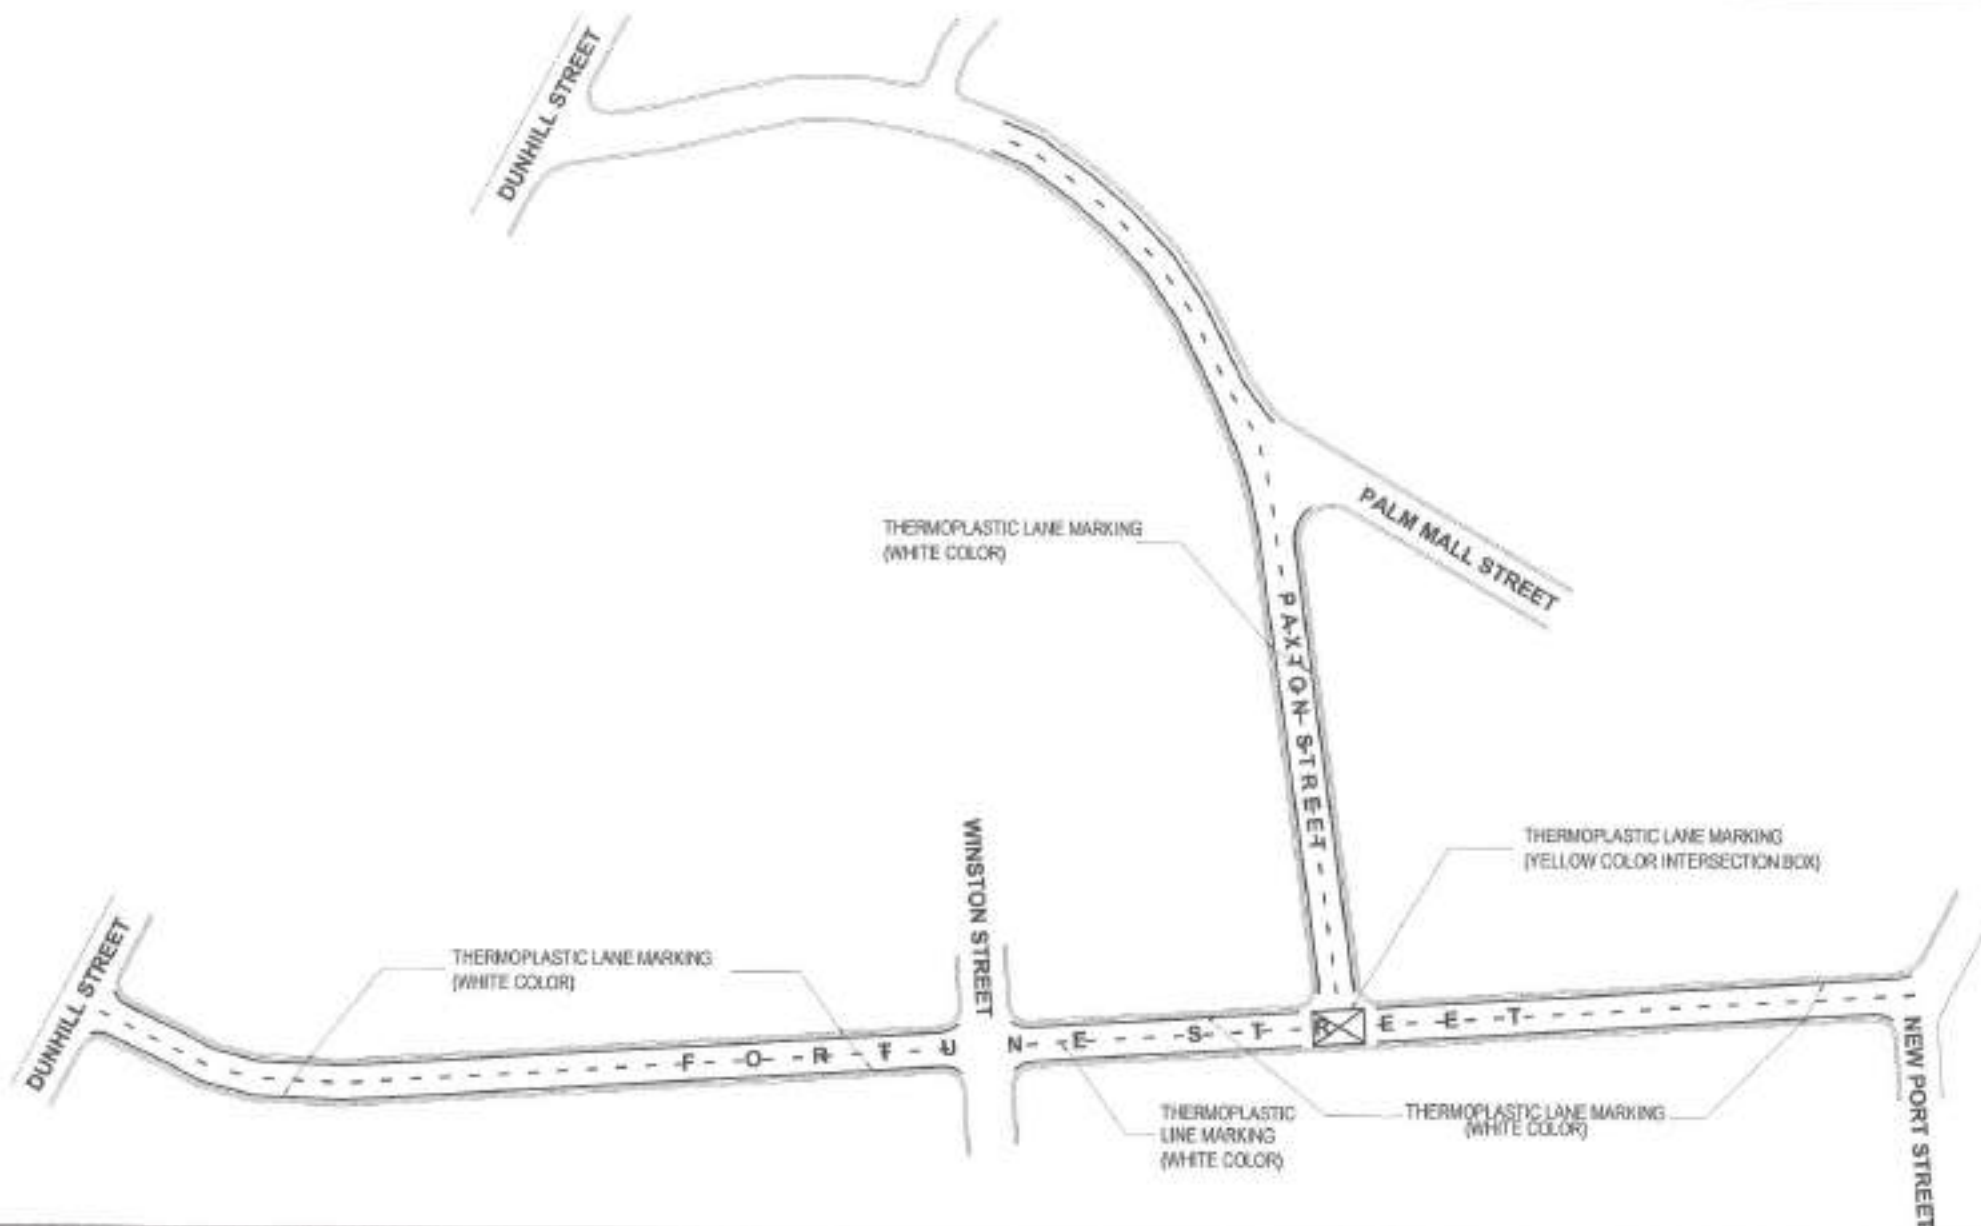 DUNHILL STREET
PALM MALL STREET
THERMOPLASTIC LANE MARKING
(WHITE COLOR)
PAXTON STREET
WINSTON STREET
THERMOPLASTIC LANE MARKING
(YELLOW COLOR INTERSECTION BOX)
DUNHILL STREET
THERMOPLASTIC LANE MARKING
(WHITE COLOR)
FORTUNE STREET
NEW PORT STREET
THERMOPLASTIC
LINE MARKING
(WHITE COLOR)
THERMOPLASTIC LANE MARKING
(WHITE COLOR)